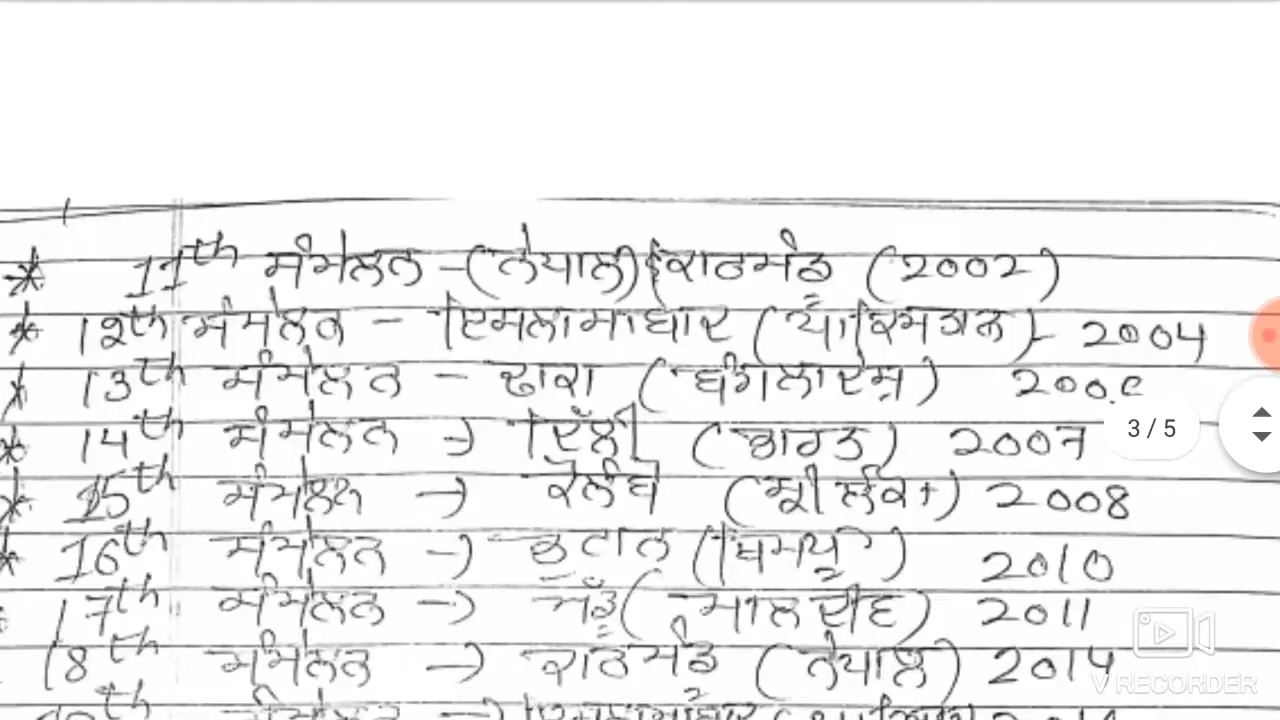 * 11th ਸੰਮੇਲਨ - (ਨੇਪਾਲ) ਕਾਠਮੰਡੂ (2002)
* 12th ਸੰਮੇਲਨ - ਇਸਲਾਮਾਬਾਦ (ਪਾਕਿਸਤਾਨ) - 2004
* 13th ਸੰਮੇਲਨ - ਢਾਕਾ (ਬੰਗਲਾਦੇਸ਼)
* 14th ਸੰਮੇਲਨ → ਦਿੱਲੀ (ਭਾਰਤ) 2007
3 / 5
* 15th ਸੰਮੇਲਨ → ਕੋਲੰਬੋ (ਸ਼੍ਰੀ ਲੰਕਾ) 2008
* 16th ਸੰਮੇਲਨ → ਭੂਟਾਨ (ਥਿਮਪੂ) 2010
17th ਸੰਮੇਲਨ → ਅੱਡੂ (ਮਾਲਦੀਵ) 2011
18th ਸੰਮੇਲਨ → ਕਾਠਮੰਡੂ (ਨੇਪਾਲ) 2014
V RECORDER